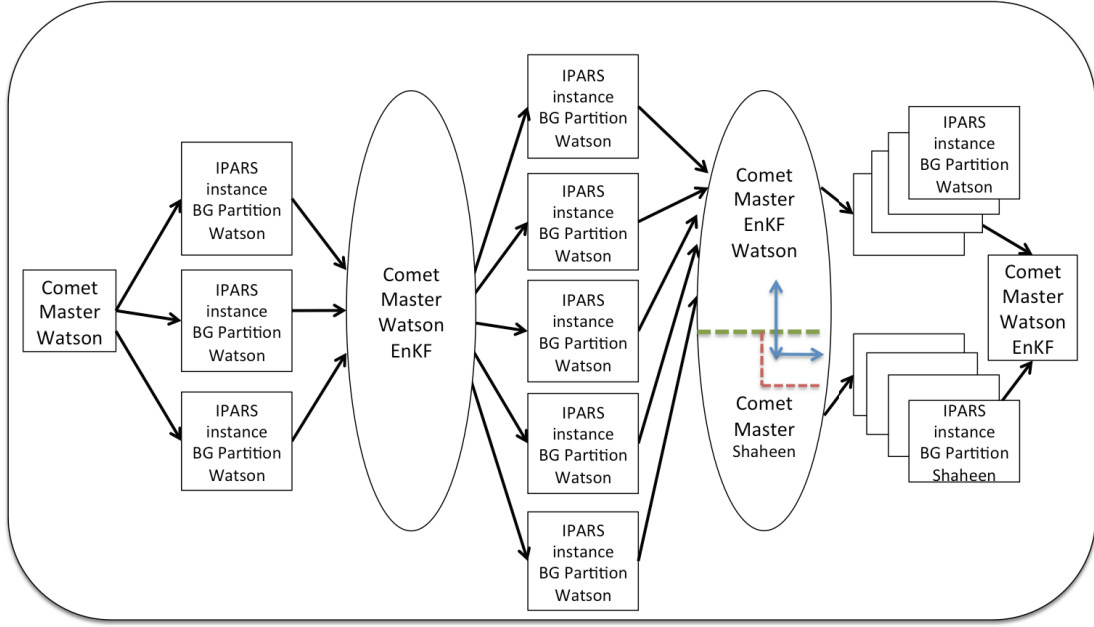 Comet
Master
Watson
IPARS
instance
BG Partition
Watson
IPARS
instance
BG Partition
Watson
IPARS
instance
BG Partition
Watson
Comet
Master
Watson
EnKF
IPARS
instance
BG Partition
Watson
IPARS
instance
BG Partition
Watson
IPARS
instance
BG Partition
Watson
IPARS
instance
BG Partition
Watson
IPARS
instance
BG Partition
Watson
Comet
Master
EnKF
Watson
Comet
Master
Shaheen
IPARS
instance
BG Partition
Watson
IPARS
instance
BG Partition
Shaheen
Comet
Master
Watson
EnKF